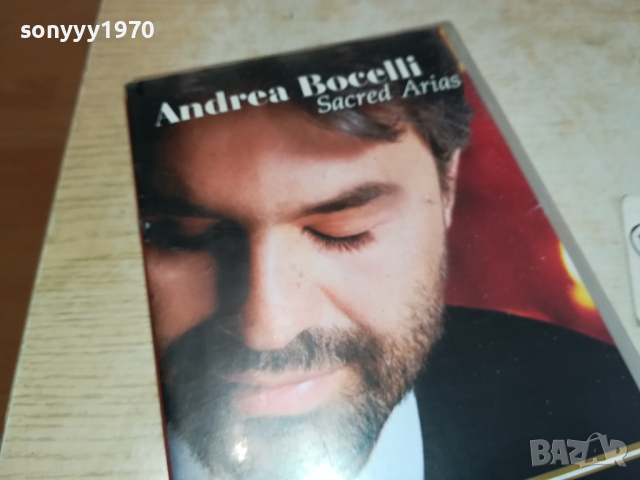 sonyyy1970
Andrea Bocelli
Sacred Arias
BAZAR